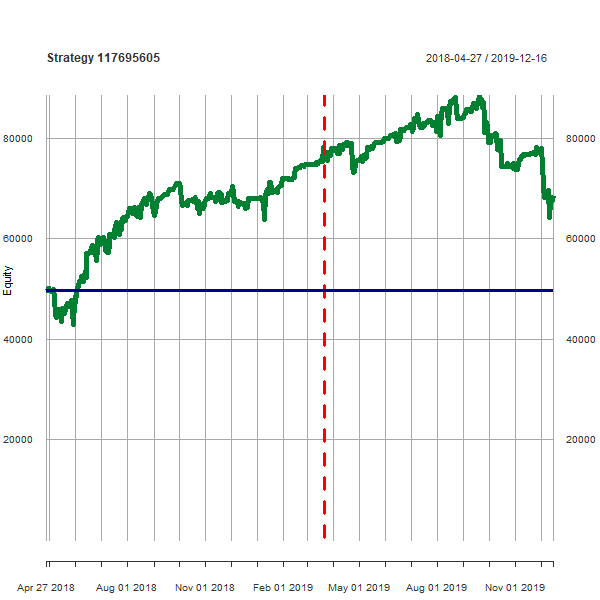 Strategy 117695605
2018-04-27 / 2019-12-16
80000
80000
60000
60000
Equity
40000
40000
20000
20000
Apr 27 2018
Aug 01 2018
Nov 01 2018
Feb 01 2019
May 01 2019
Aug 01 2019
Nov 01 2019